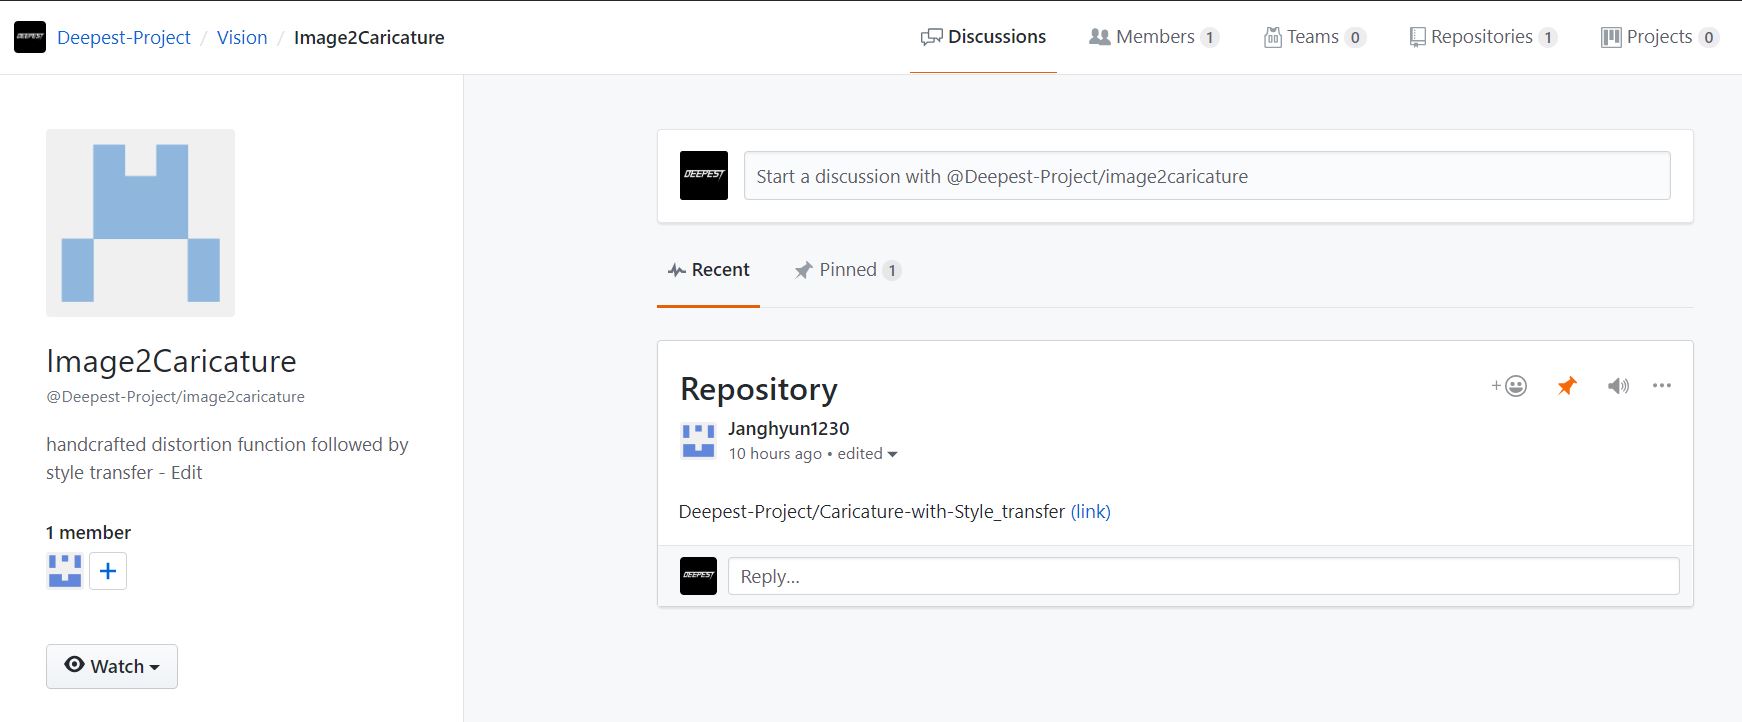 DEEPEST Deepest-Project / Vision / Image2Caricature
Discussions Members 1 Teams 0 Repositories 1 Projects 0
DEEPEST Start a discussion with @Deepest-Project/image2caricature
Recent Pinned 1
Image2Caricature
@Deepest-Project/image2caricature
handcrafted distortion function followed by
style transfer - Edit
1 member
+
Watch
Repository
+
Janghyun1230
10 hours ago • edited
Deepest-Project/Caricature-with-Style_transfer (link)
DEEPEST Reply...